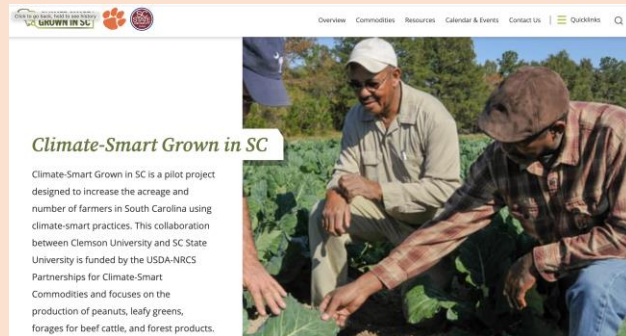 Click to go back, hold to see history
GROWN IN SC
Overview Commodities Resources Calendar & Events Contact Us | Quicklinks
Climate-Smart Grown in SC
Climate-Smart Grown in SC is a pilot project
designed to increase the acreage and
number of farmers in South Carolina using
climate-smart practices. This collaboration
between Clemson University and SC State
University is funded by the USDA-NRCS
Partnerships for Climate-Smart
Commodities and focuses on the
production of peanuts, leafy greens,
forages for beef cattle, and forest products.